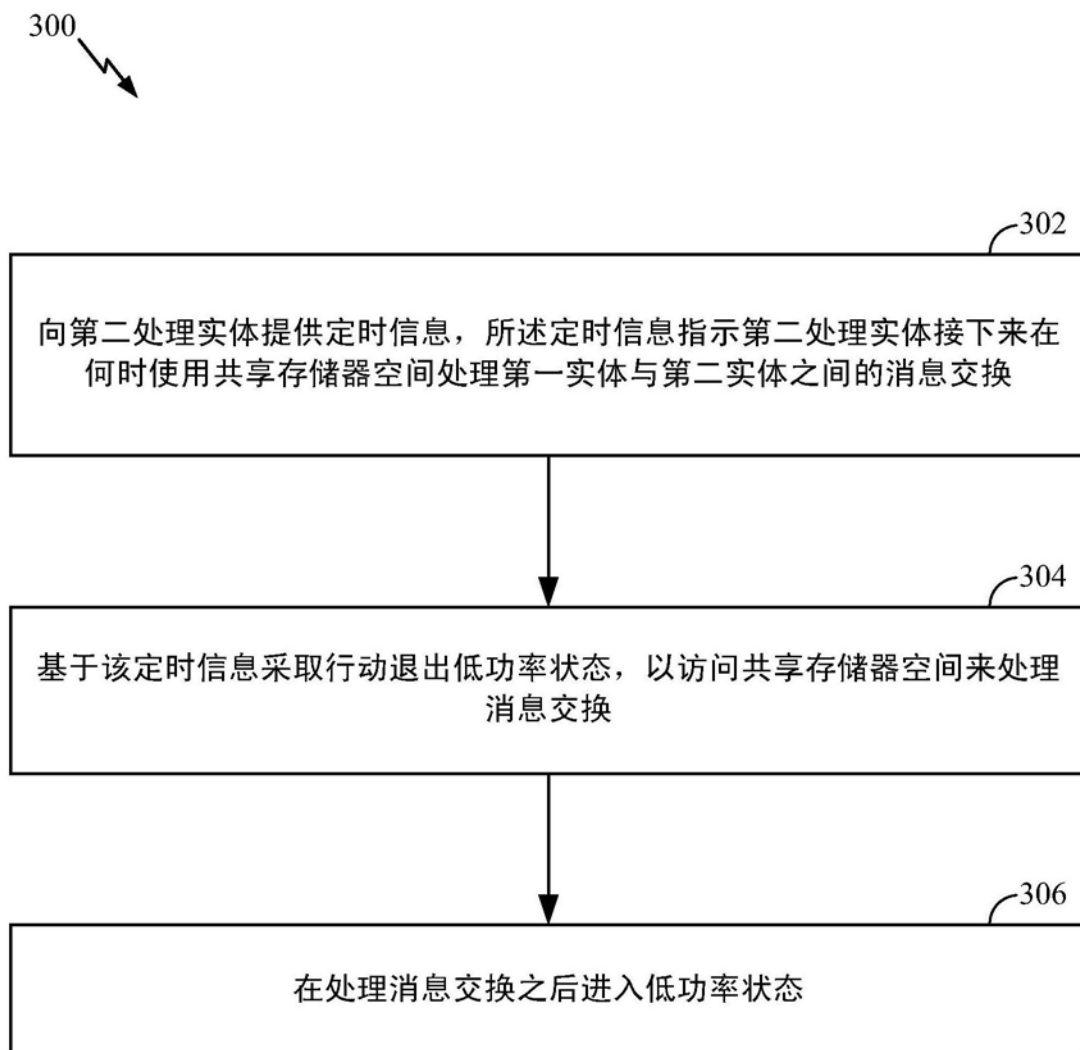 300
302
向第二处理实体提供定时信息，所述定时信息指示第二处理实体接下来在
何时使用共享存储器空间处理第一实体与第二实体之间的消息交换
304
基于该定时信息采取行动退出低功率状态，以访问共享存储器空间来处理
消息交换
306
在处理消息交换之后进入低功率状态